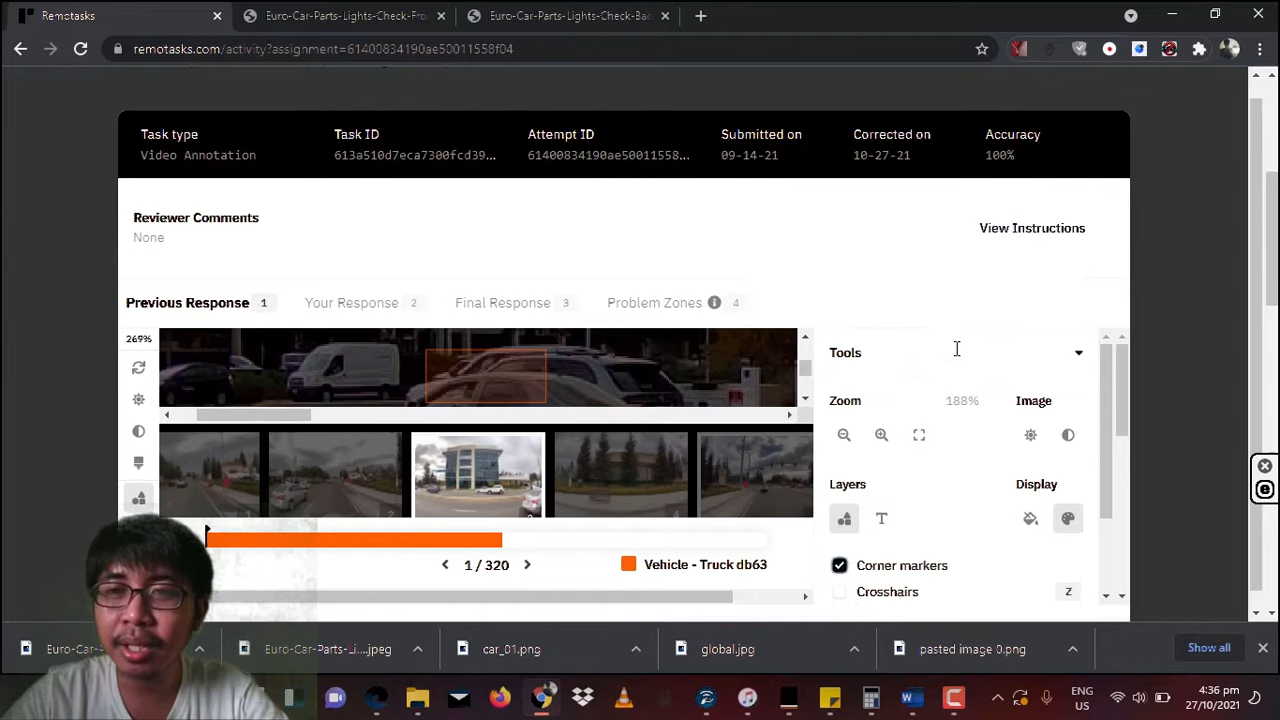 Remotasks
Euro-Car-Parts-Lights-Check-Fro
Euro-Car-Parts-Lights-Check-Bac
remotasks.com/activity?assignment=61400834190ae50011558f04
Task type
Task ID
Attempt ID
Submitted on
Corrected on
Accuracy
Video Annotation
613a510d7eca7300fcd39...
61400834190ae50011558...
09-14-21
10-27-21
100%
Reviewer Comments
None
View Instructions
Previous Response 1
Your Response 2
Final Response 3
Problem Zones 4
269%
Tools
Zoom
188%
Image
Layers
Display
T
Corner markers
Crosshairs
Z
1 / 320
Vehicle - Truck db63
Euro-Car-Pa
Euro-Car-Parts-Li....jpeg
car_01.png
global.jpg
pasted image 0.png
Show all
ENG
US
4:36 pm
27/10/2021